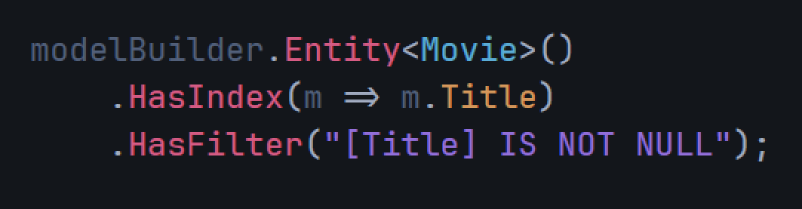 modelBuilder.Entity<Movie>()
.HasIndex(m => m.Title)
.HasFilter("[Title] IS NOT NULL");